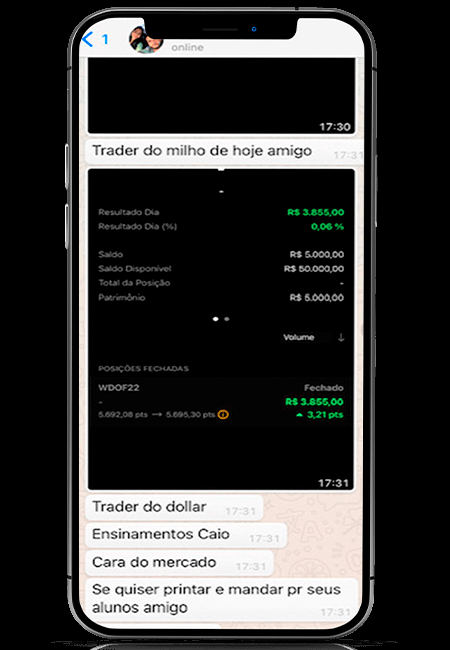 1
online
17:30
Trader do milho de hoje amigo
17:31
Resultado Dia R$ 3.855,00
Resultado Dia (%) 0,06 %
Saldo R$ 5.000,00
Saldo Disponível R$ 50.000,00
Total da Posição -
Patrimônio R$ 5.000,00
Volume ↓
POSIÇÕES FECHADAS
WDOF22 Fechado
- R$ 3.855,00
5.692,08 pts → 5.695,30 pts 3,21 pts
17:31
Trader do dollar 17:31
Ensinamentos Caio 17:31
Cara do mercado 17:31
Se quiser printar e mandar pr seus
alunos amigo 17:31